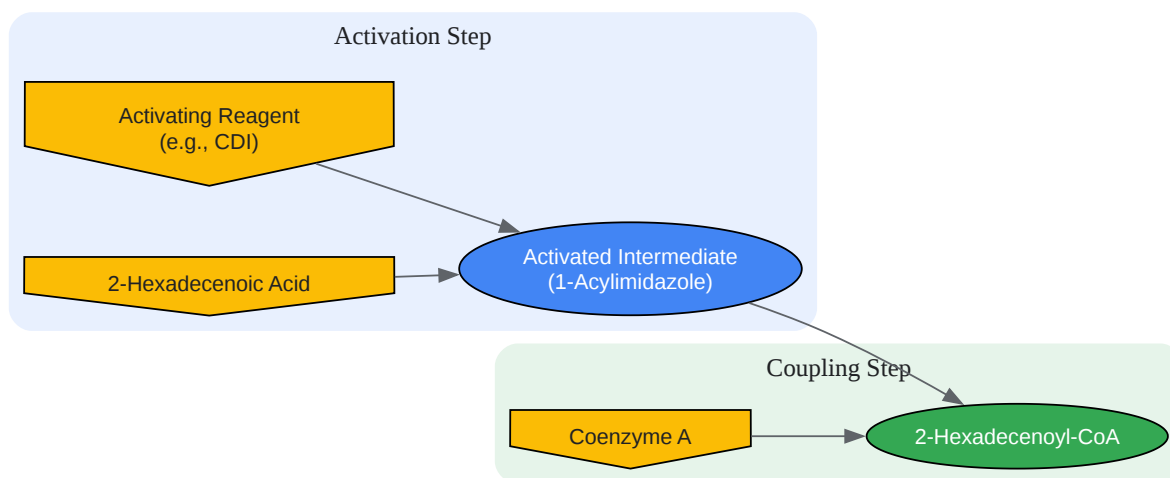 Activation Step
Activating Reagent
(e.g., CDI)
2-Hexadecenoic Acid
Activated Intermediate
(1-Acylimidazole)
Coupling Step
Coenzyme A
2-Hexadecenoyl-CoA